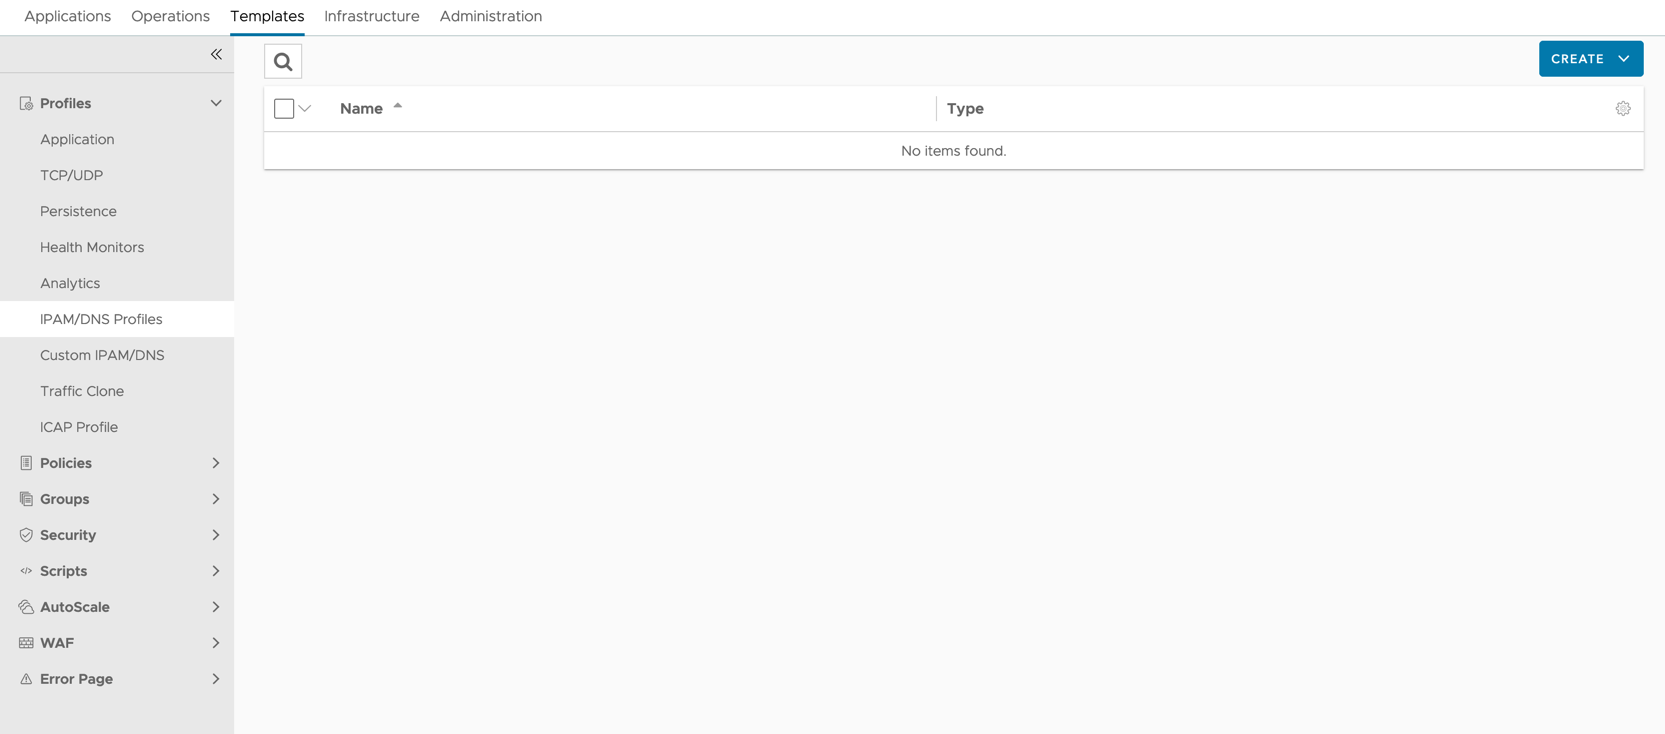 Applications Operations Templates Infrastructure Administration
CREATE
Profiles
Application
TCP/UDP
Persistence
Health Monitors
Analytics
IPAM/DNS Profiles
Custom IPAM/DNS
Traffic Clone
ICAP Profile
Policies
Groups
Security
Scripts
AutoScale
WAF
Error Page
Name Type
No items found.